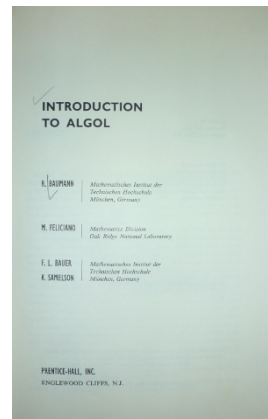 INTRODUCTION
TO ALGOL
R. BAUMANN
Mathematisches Institut der
Technischen Hochschule
München, Germany
M. FELICIANO
Mathematics Division
Oak Ridge National Laboratory
F. L. BAUER
K. SAMELSON
Mathematisches Institut der
Technischen Hochschule
München, Germany
PRENTICE-HALL, INC.
ENGLEWOOD CLIFFS, N.J.